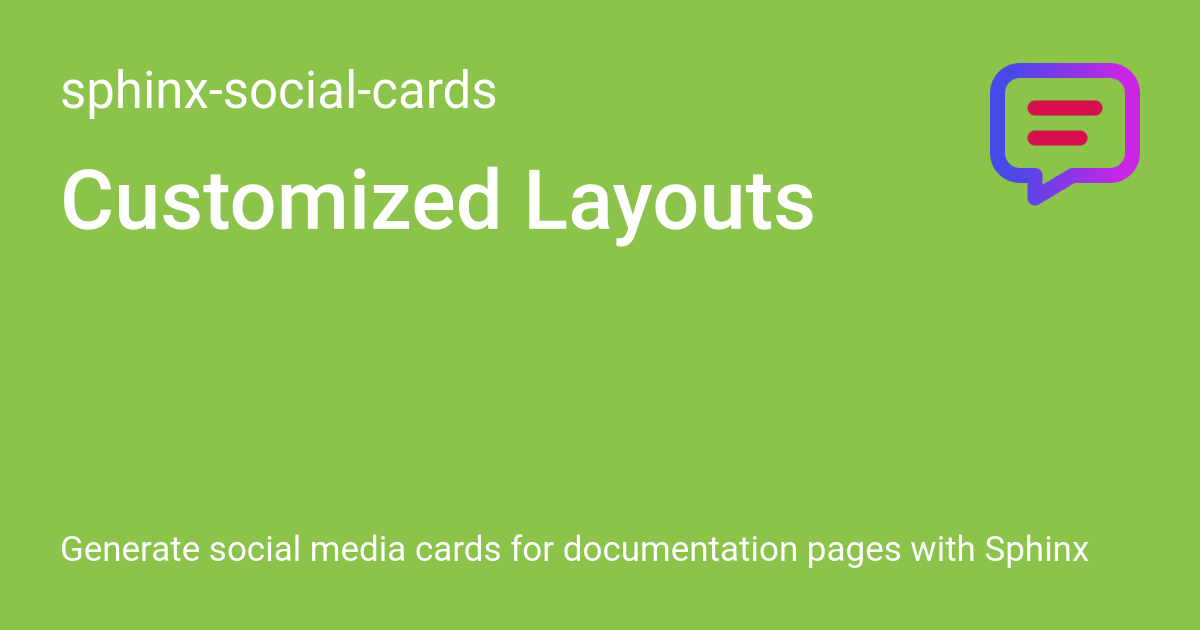 sphinx-social-cards
Customized Layouts
Generate social media cards for documentation pages with Sphinx